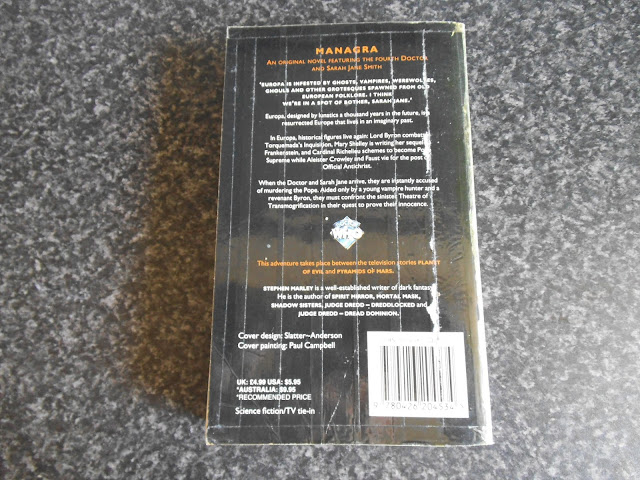 MANAGRA
AN ORIGINAL NOVEL FEATURING THE FOURTH DOCTOR
AND SARAH JANE SMITH
'EUROPA IS INFESTED BY GHOSTS, VAMPIRES, WEREWOLVES,
GHOULS AND OTHER GROTESQUES SPAWNED FROM OLD
EUROPEAN FOLKLORE. I THINK
WE'RE IN A SPOT OF BOTHER, SARAH JANE.'
Europa, designed by lunatics a thousand years in the future, is a
resurrected Europe that lives in an imaginary past.
In Europa, historical figures live again: Lord Byron combats
Torquemada's Inquisition, Mary Shelley is writing her sequel
Frankenstein, and Cardinal Richelieu schemes to become Pope
Supreme while Aleister Crowley and Faust vie for the post of
Official Antichrist.
When the Doctor and Sarah Jane arrive, they are instantly accused
of murdering the Pope. Aided only by a young vampire hunter and a
revenant Byron, they must confront the sinister Theatre of
Transmogrification in their quest to prove their innocence.
This adventure takes place between the television stories PLANET
OF EVIL and PYRAMIDS OF MARS.
STEPHEN MARLEY is a well-established writer of dark fantasy.
He is the author of SPIRIT MIRROR, MORTAL MASK,
SHADOW SISTERS, JUDGE DREDD – DREDDLOCKED and
JUDGE DREDD – DREAD DOMINION.
Cover design: Slatter~Anderson
Cover painting: Paul Campbell
UK: £4.99 USA: $5.95
*AUSTRALIA: $9.95
*RECOMMENDED PRICE
Science fiction/TV tie-in
9 780426 204534